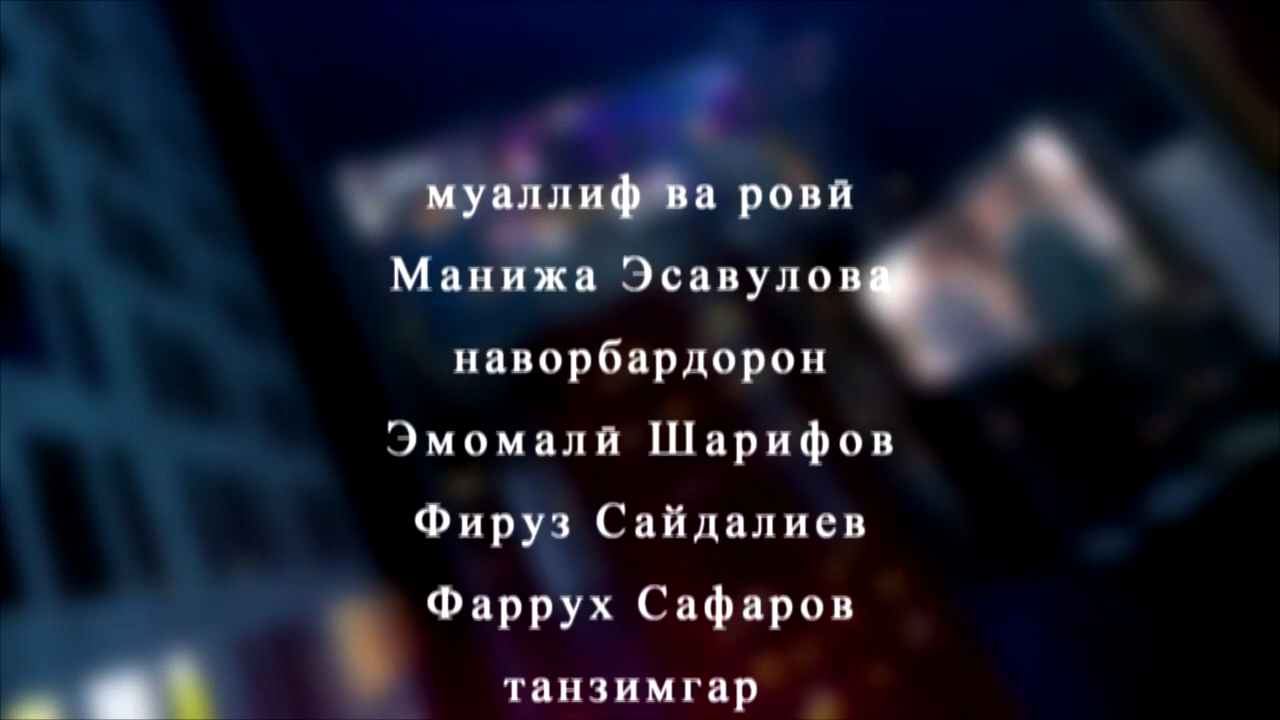 муаллиф ва ровӣ
Манижа Эсавулова
наворбардорон
Эмомалӣ Шарифов
Фируз Сайдалиев
Фаррух Сафаров
танзимгар